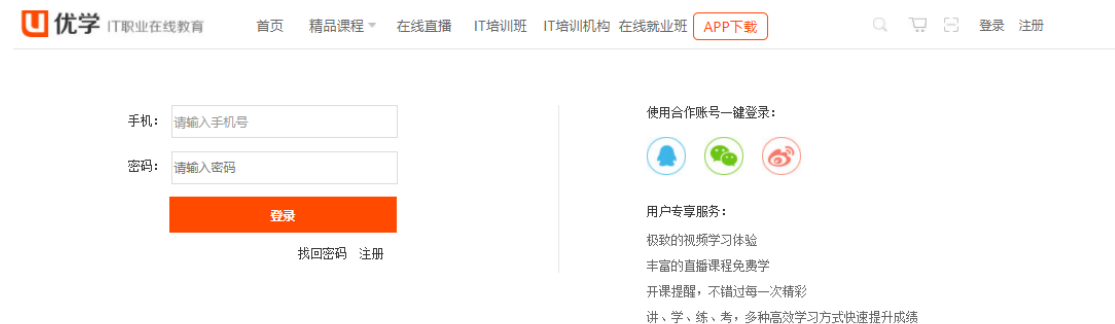 U优学 IT职业在线教育 首页 精品课程 在线直播 IT培训班 IT培训机构 在线就业班 APP下载 登录 注册
手机： 请输入手机号
密码： 请输入密码
登录
找回密码 注册
使用合作账号一键登录：
用户专享服务：
极致的视频学习体验
丰富的直播课程免费学
开课提醒，不错过每一次精彩
讲、学、练、考，多种高效学习方式快速提升成绩